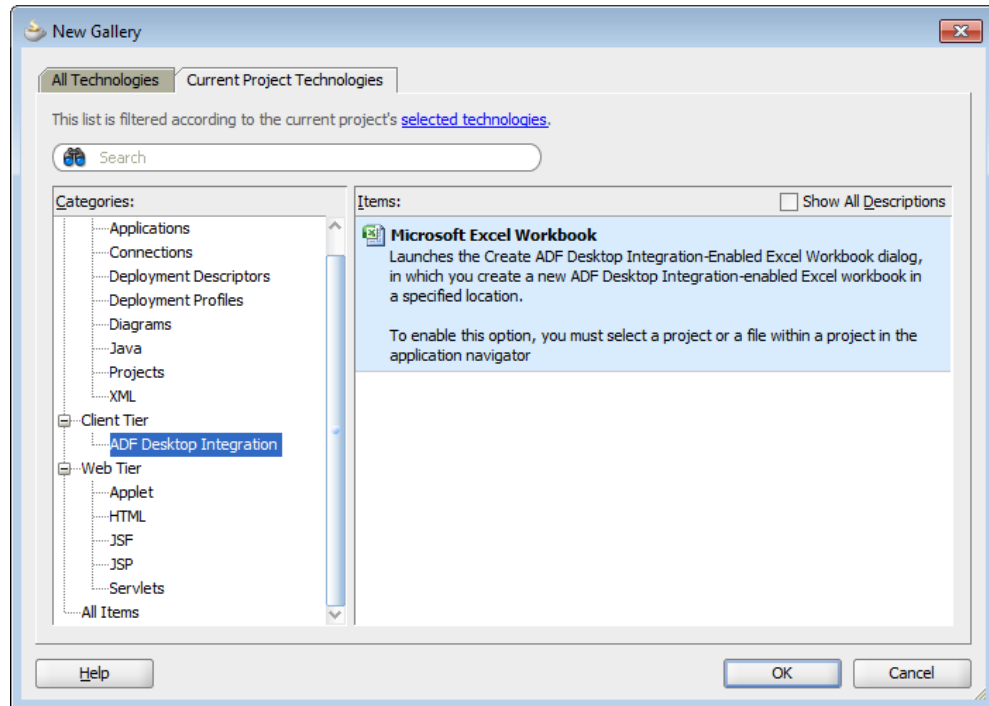 New Gallery
All Technologies
Current Project Technologies
This list is filtered according to the current project's selected technologies.
Search
Categories:
Applications
Connections
Deployment Descriptors
Deployment Profiles
Diagrams
Java
Projects
XML
Client Tier
ADF Desktop Integration
Web Tier
Applet
HTML
JSF
JSP
Servlets
All Items
Items:
Show All Descriptions
Microsoft Excel Workbook
Launches the Create ADF Desktop Integration-Enabled Excel Workbook dialog,
in which you create a new ADF Desktop Integration-enabled Excel workbook in
a specified location.
To enable this option, you must select a project or a file within a project in the
application navigator
Help
OK
Cancel